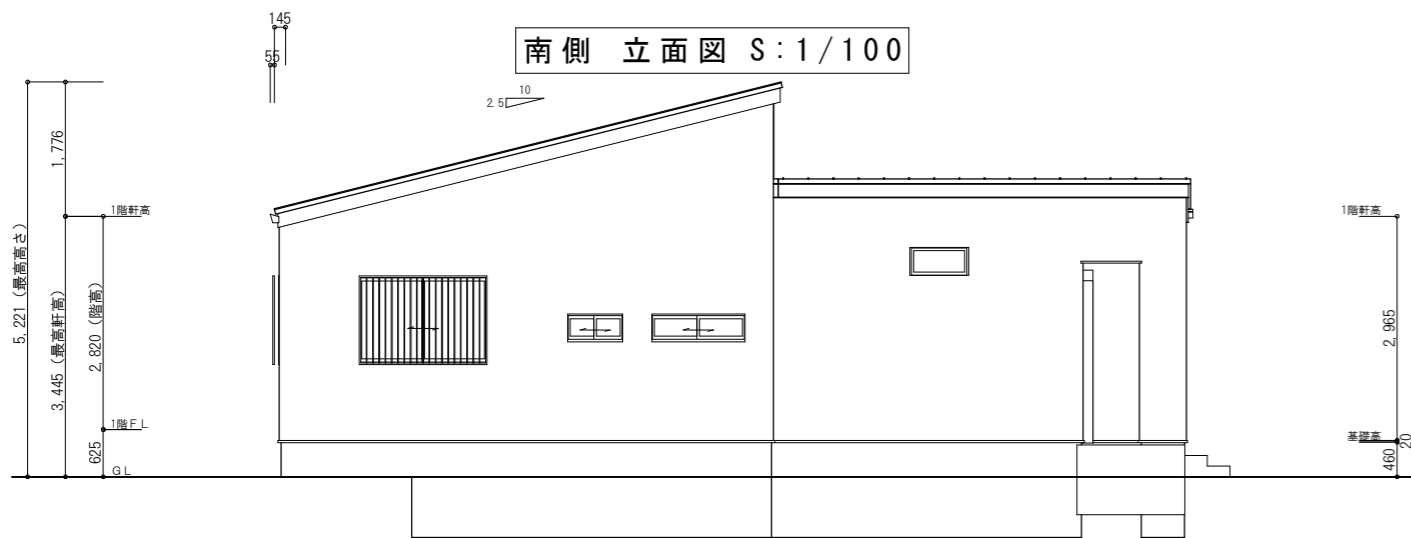 145
55
南側 立面図 S:1/100
10
2.5
1,776
5,221 (最高高さ)
3,445 (最高軒高)
2,820 (階高)
625
1階軒高
1階FL
GL
1階軒高
2,965
基礎高
20
460